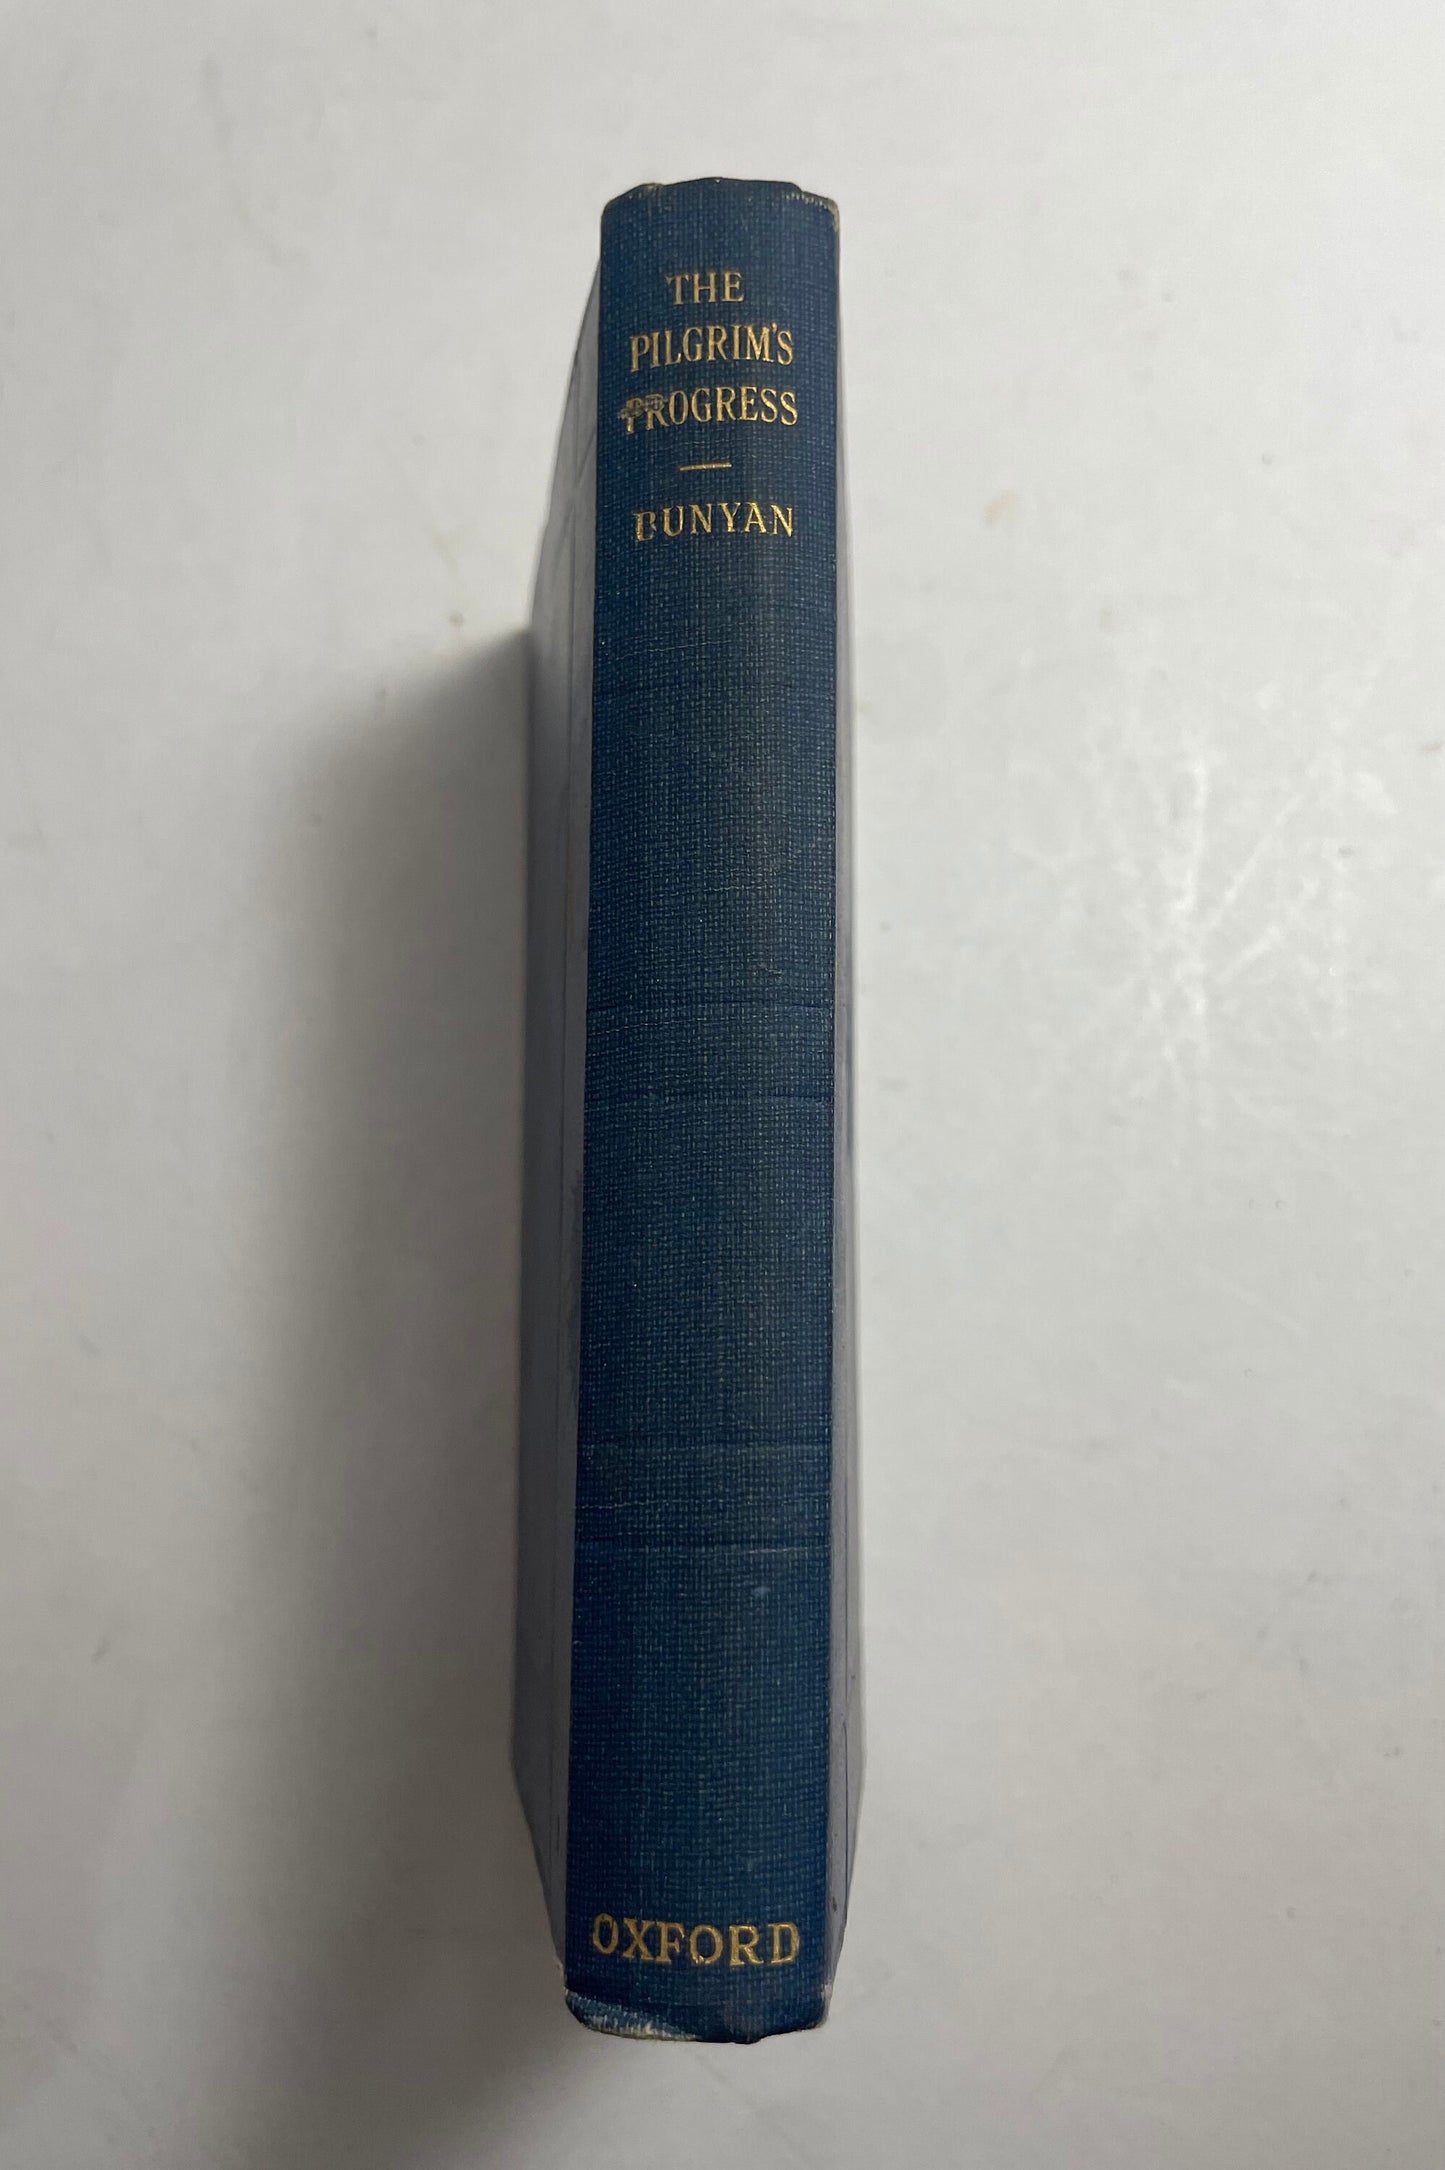 THE
PILGRIM'S
PROGRESS
BUNYAN
OXFORD